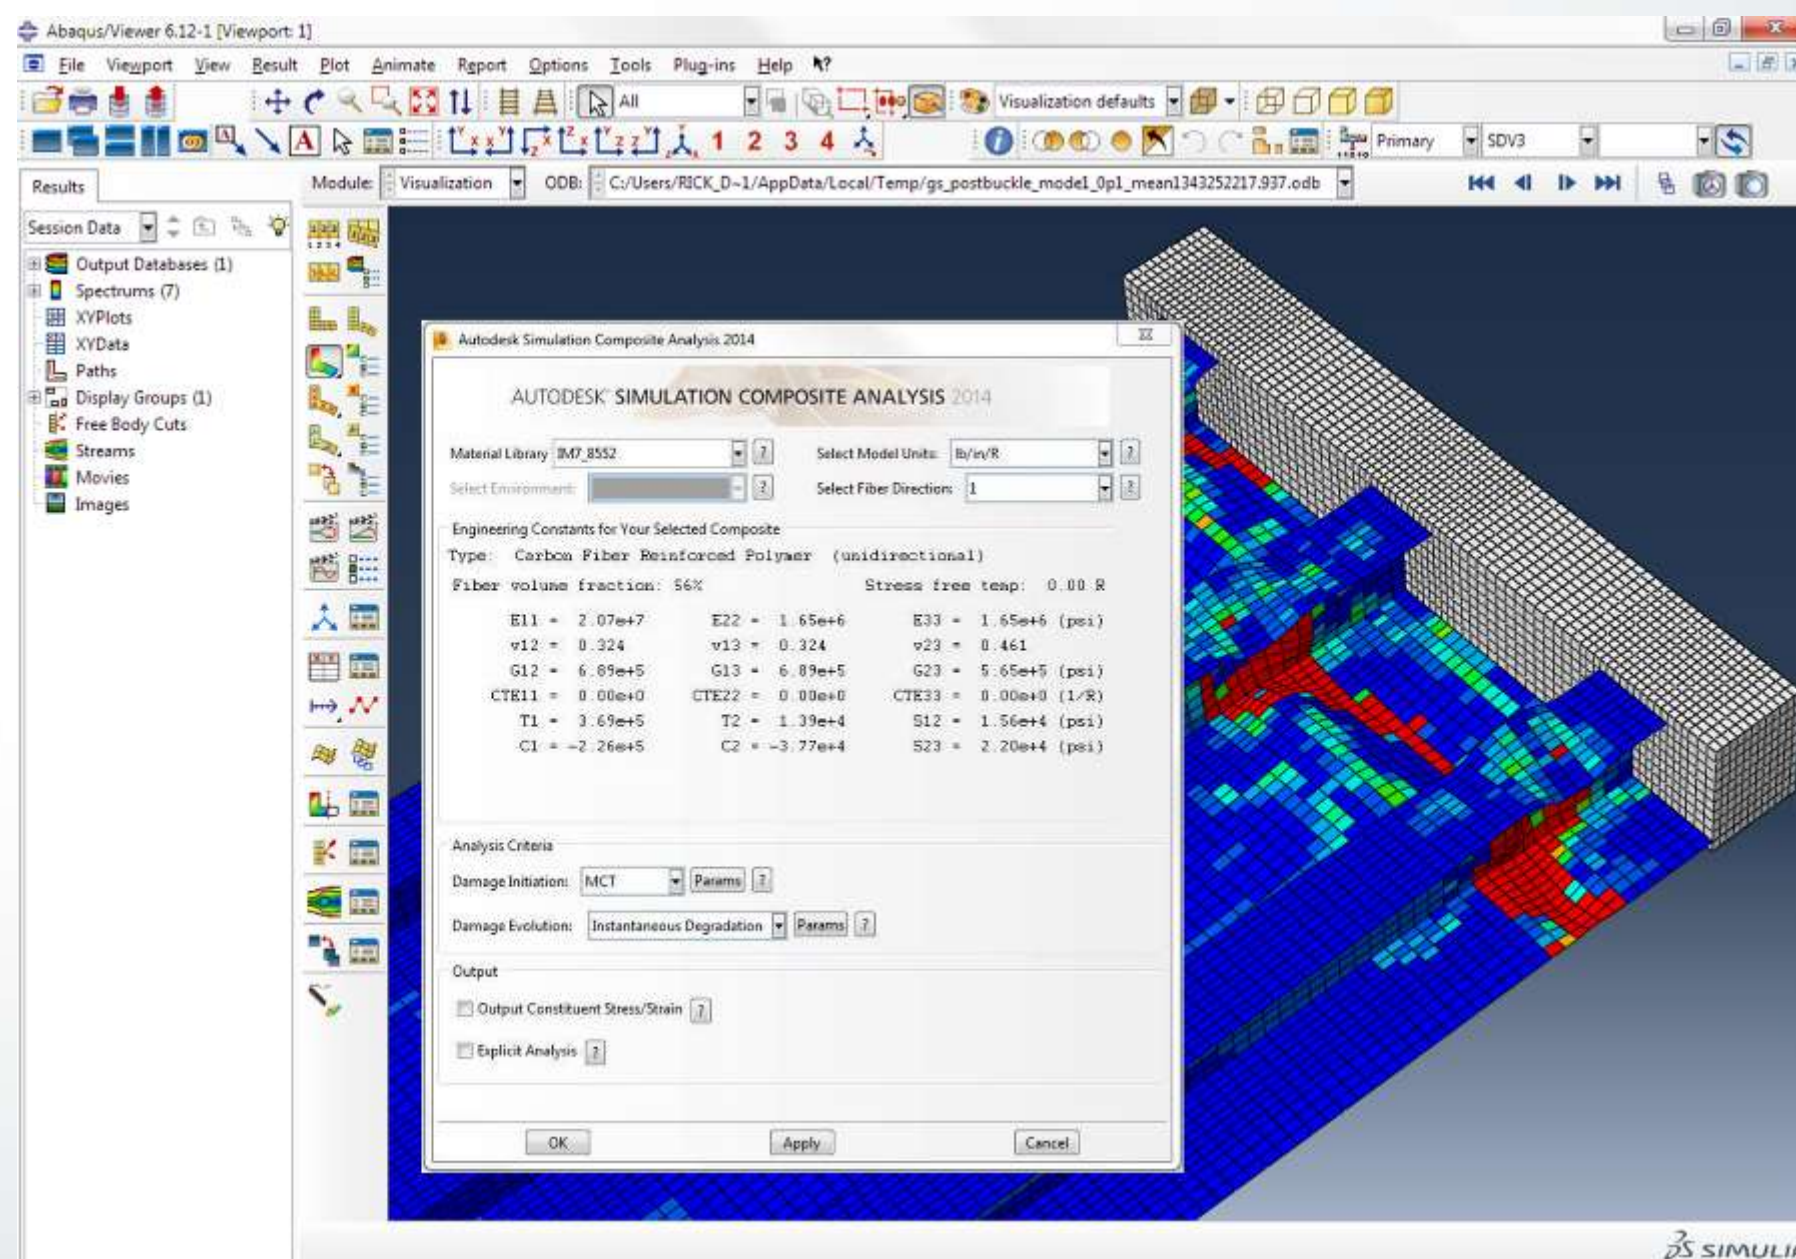 Abaqus/Viewer 6.12-1 [Viewport: 1]
File Viewport View Result Plot Animate Report Options Tools Plug-ins Help
All Visualization defaults
A 1 2 3 4 Primary SDV3
Results Module: Visualization ODB: C:/Users/RICK_D~1/AppData/Local/Temp/gs_postbuckle_model_0p1_mean1343252217.937.odb
Session Data
Output Databases (1)
Spectrums (7)
XYPlots
XYData
Paths
Display Groups (1)
Free Body Cuts
Streams
Movies
Images
Autodesk Simulation Composite Analysis 2014
AUTODESK® SIMULATION COMPOSITE ANALYSIS 2014
Material Library IM7_8552 ? Select Model Units: lb/in/R ?
Select Environment: ? Select Fiber Direction: 1 ?
Engineering Constants for Your Selected Composite
Type: Carbon Fiber Reinforced Polymer (unidirectional)
Fiber volume fraction: 56% Stress free temp: 0.00 R
E11 = 2.07e+7 E22 = 1.65e+6 E33 = 1.65e+6 (psi)
v12 = 0.324 v13 = 0.324 v23 = 0.461
G12 = 6.89e+5 G13 = 6.89e+5 G23 = 5.65e+5 (psi)
CTE11 = 0.00e+0 CTE22 = 0.00e+0 CTE33 = 0.00e+0 (1/R)
T1 = 3.69e+5 T2 = 1.39e+4 S12 = 1.56e+4 (psi)
C1 = -2.26e+5 C2 = -3.77e+4 S23 = 2.20e+4 (psi)
Analysis Criteria
Damage Initiation: MCT Params ?
Damage Evolution: Instantaneous Degradation Params ?
Output
Output Constituent Stress/Strain ?
Explicit Analysis ?
OK Apply Cancel